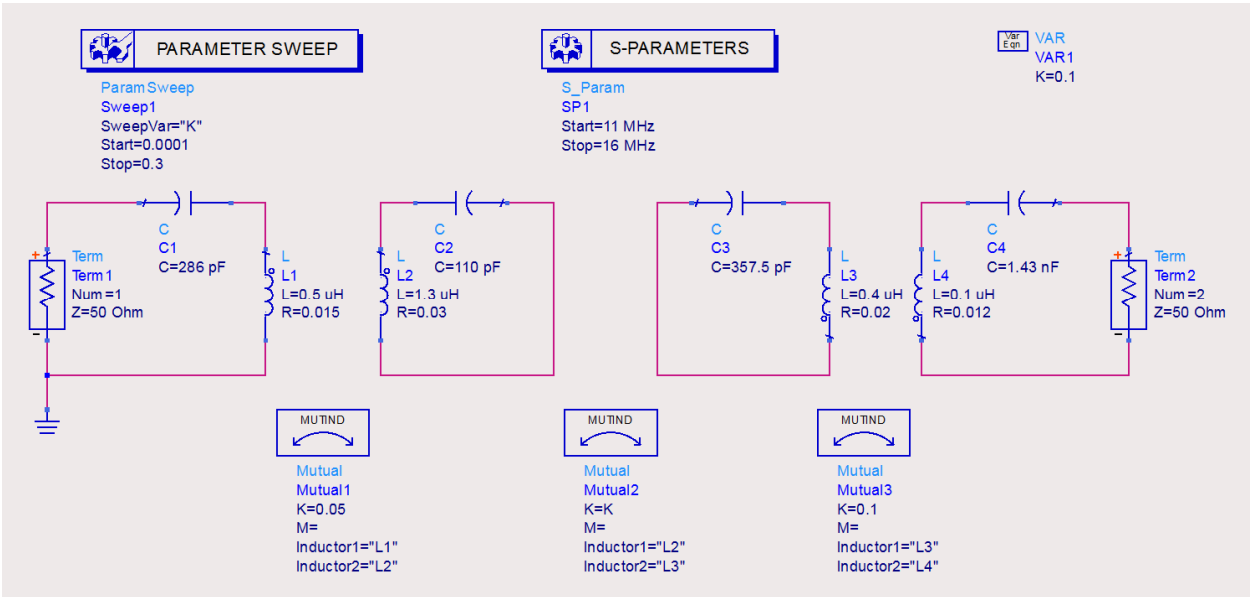 PARAMETER SWEEP
ParamSweep
Sweep1
SweepVar="K"
Start=0.0001
Stop=0.3
S-PARAMETERS
S_Param
SP1
Start=11 MHz
Stop=16 MHz
Var
Eqn
VAR
VAR1
K=0.1
+
Term
Term1
Num=1
Z=50 Ohm
-
C
C1
C=286 pF
L
L1
L=0.5 uH
R=0.015
L
L2
L=1.3 uH
R=0.03
C
C2
C=110 pF
C
C3
C=357.5 pF
L
L3
L=0.4 uH
R=0.02
L
L4
L=0.1 uH
R=0.012
C
C4
C=1.43 nF
+
Term
Term2
Num=2
Z=50 Ohm
-
MUTIND
Mutual
Mutual1
K=0.05
M=
Inductor1="L1"
Inductor2="L2"
MUTIND
Mutual
Mutual2
K=K
M=
Inductor1="L2"
Inductor2="L3"
MUTIND
Mutual
Mutual3
K=0.1
M=
Inductor1="L3"
Inductor2="L4"